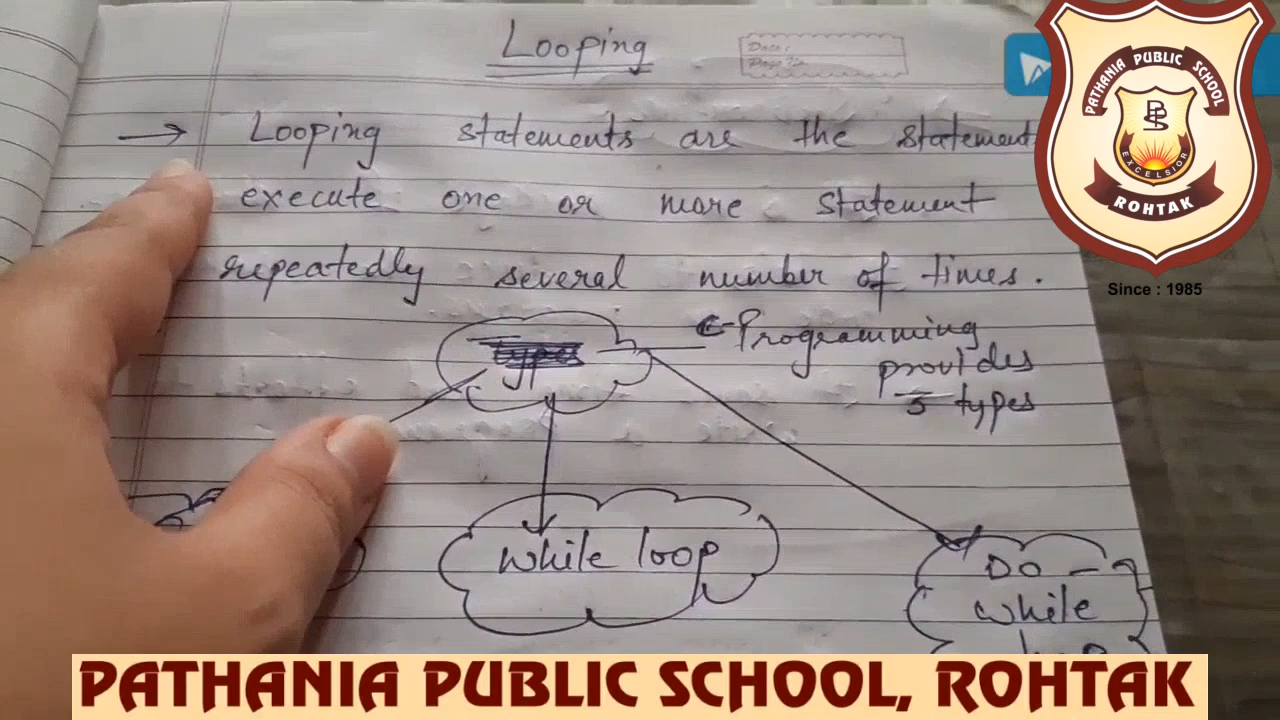 Looping
Date:
Page No.
Looping statements are the statement
execute one or more statement
repeatedly several number of times.
C-Programming
provides
3 types
types
while loop
Do -
while
loop
PATHANIA PUBLIC SCHOOL
PPS
EXCELSIOR
ROHTAK
Since : 1985
PATHANIA PUBLIC SCHOOL, ROHTAK